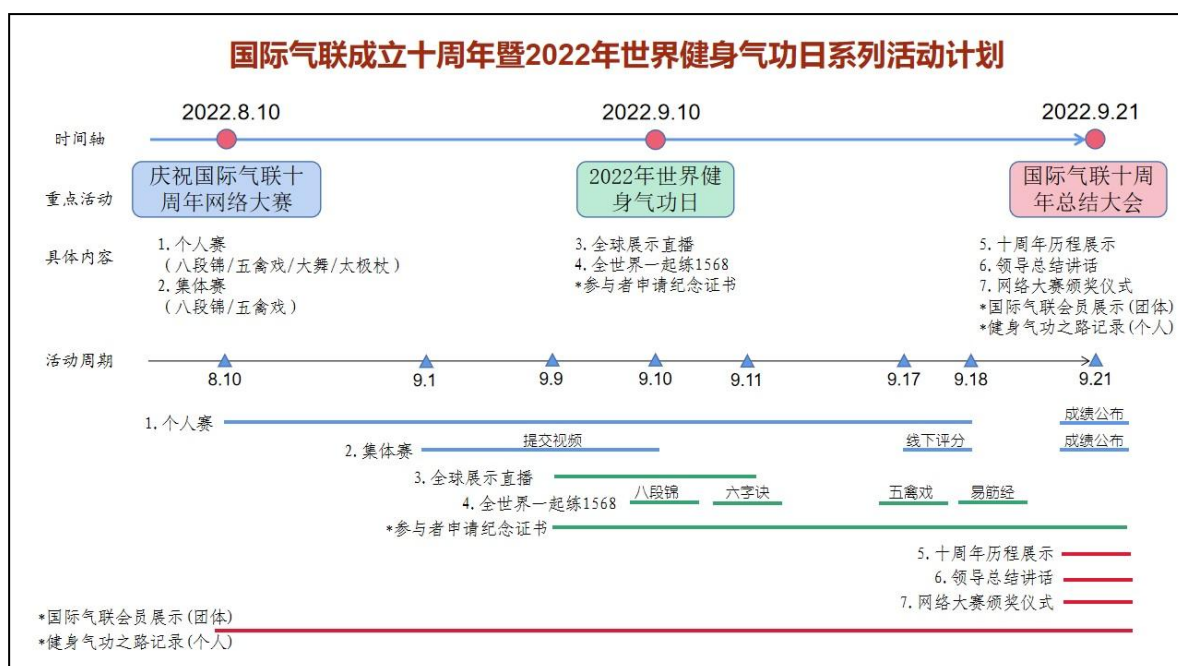 国际气联成立十周年暨2022年世界健身气功日系列活动计划
2022.8.10
2022.9.10
2022.9.21
时间轴
重点活动
庆祝国际气联十
周年网络大赛
2022年世界健
身气功日
国际气联十周
年总结大会
具体内容
1.个人赛
（八段锦/五禽戏/大舞/太极杖）
2.集体赛
（八段锦/五禽戏）
3.全球展示直播
4.全世界一起练1568
*参与者申请纪念证书
5.十周年历程展示
6.领导总结讲话
7.网络大赛颁奖仪式
*国际气联会员展示(团体)
*健身气功之路记录(个人)
活动周期
8.10
9.1
9.9
9.10
9.11
9.17
9.18
9.21
1.个人赛
成绩公布
2.集体赛
提交视频
线下评分
成绩公布
3.全球展示直播
4.全世界一起练1568
八段锦
六字诀
五禽戏
易筋经
*参与者申请纪念证书
5.十周年历程展示
6.领导总结讲话
7.网络大赛颁奖仪式
*国际气联会员展示(团体)
*健身气功之路记录(个人)